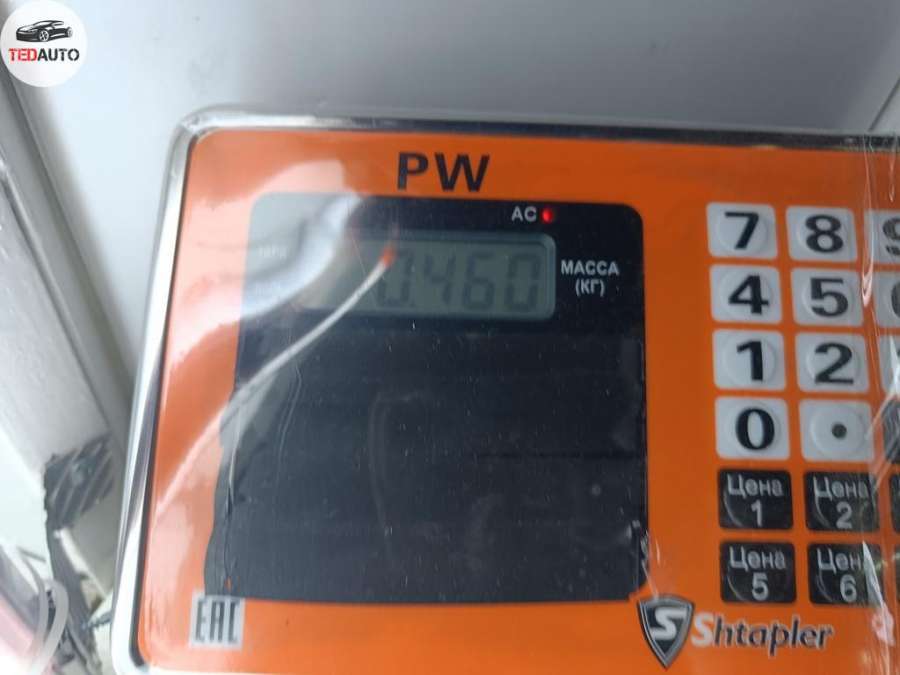 TEDAUTO
PW
AC
0.460
МАССА
(КГ)
7 8 9
4 5
1 2
0 .
Цена 1
Цена 2
Цена 5
Цена 6
EAC
S Shtapler